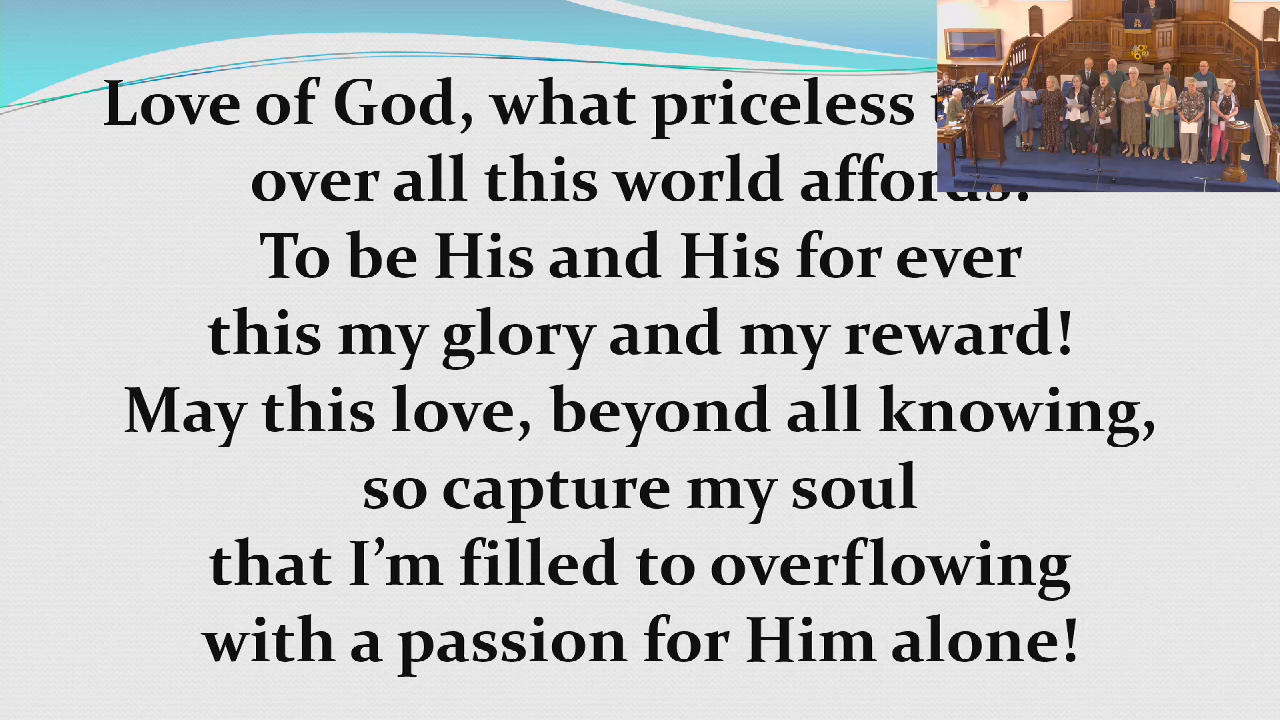 Love of God, what priceless
over all this world affords!
To be His and His for ever
this my glory and my reward!
May this love, beyond all knowing,
so capture my soul
that I’m filled to overflowing
with a passion for Him alone!